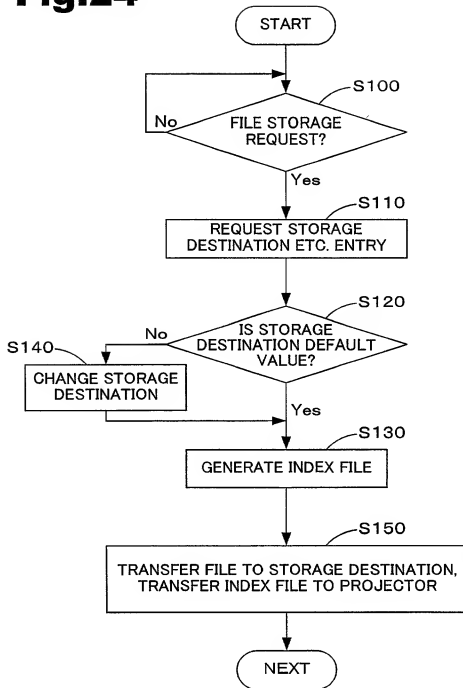 Fig.24
START
S100
No
FILE STORAGE
REQUEST?
Yes
S110
REQUEST STORAGE
DESTINATION ETC. ENTRY
S120
No
IS STORAGE
DESTINATION DEFAULT
VALUE?
S140
CHANGE STORAGE
DESTINATION
Yes
S130
GENERATE INDEX FILE
S150
TRANSFER FILE TO STORAGE DESTINATION,
TRANSFER INDEX FILE TO PROJECTOR
NEXT